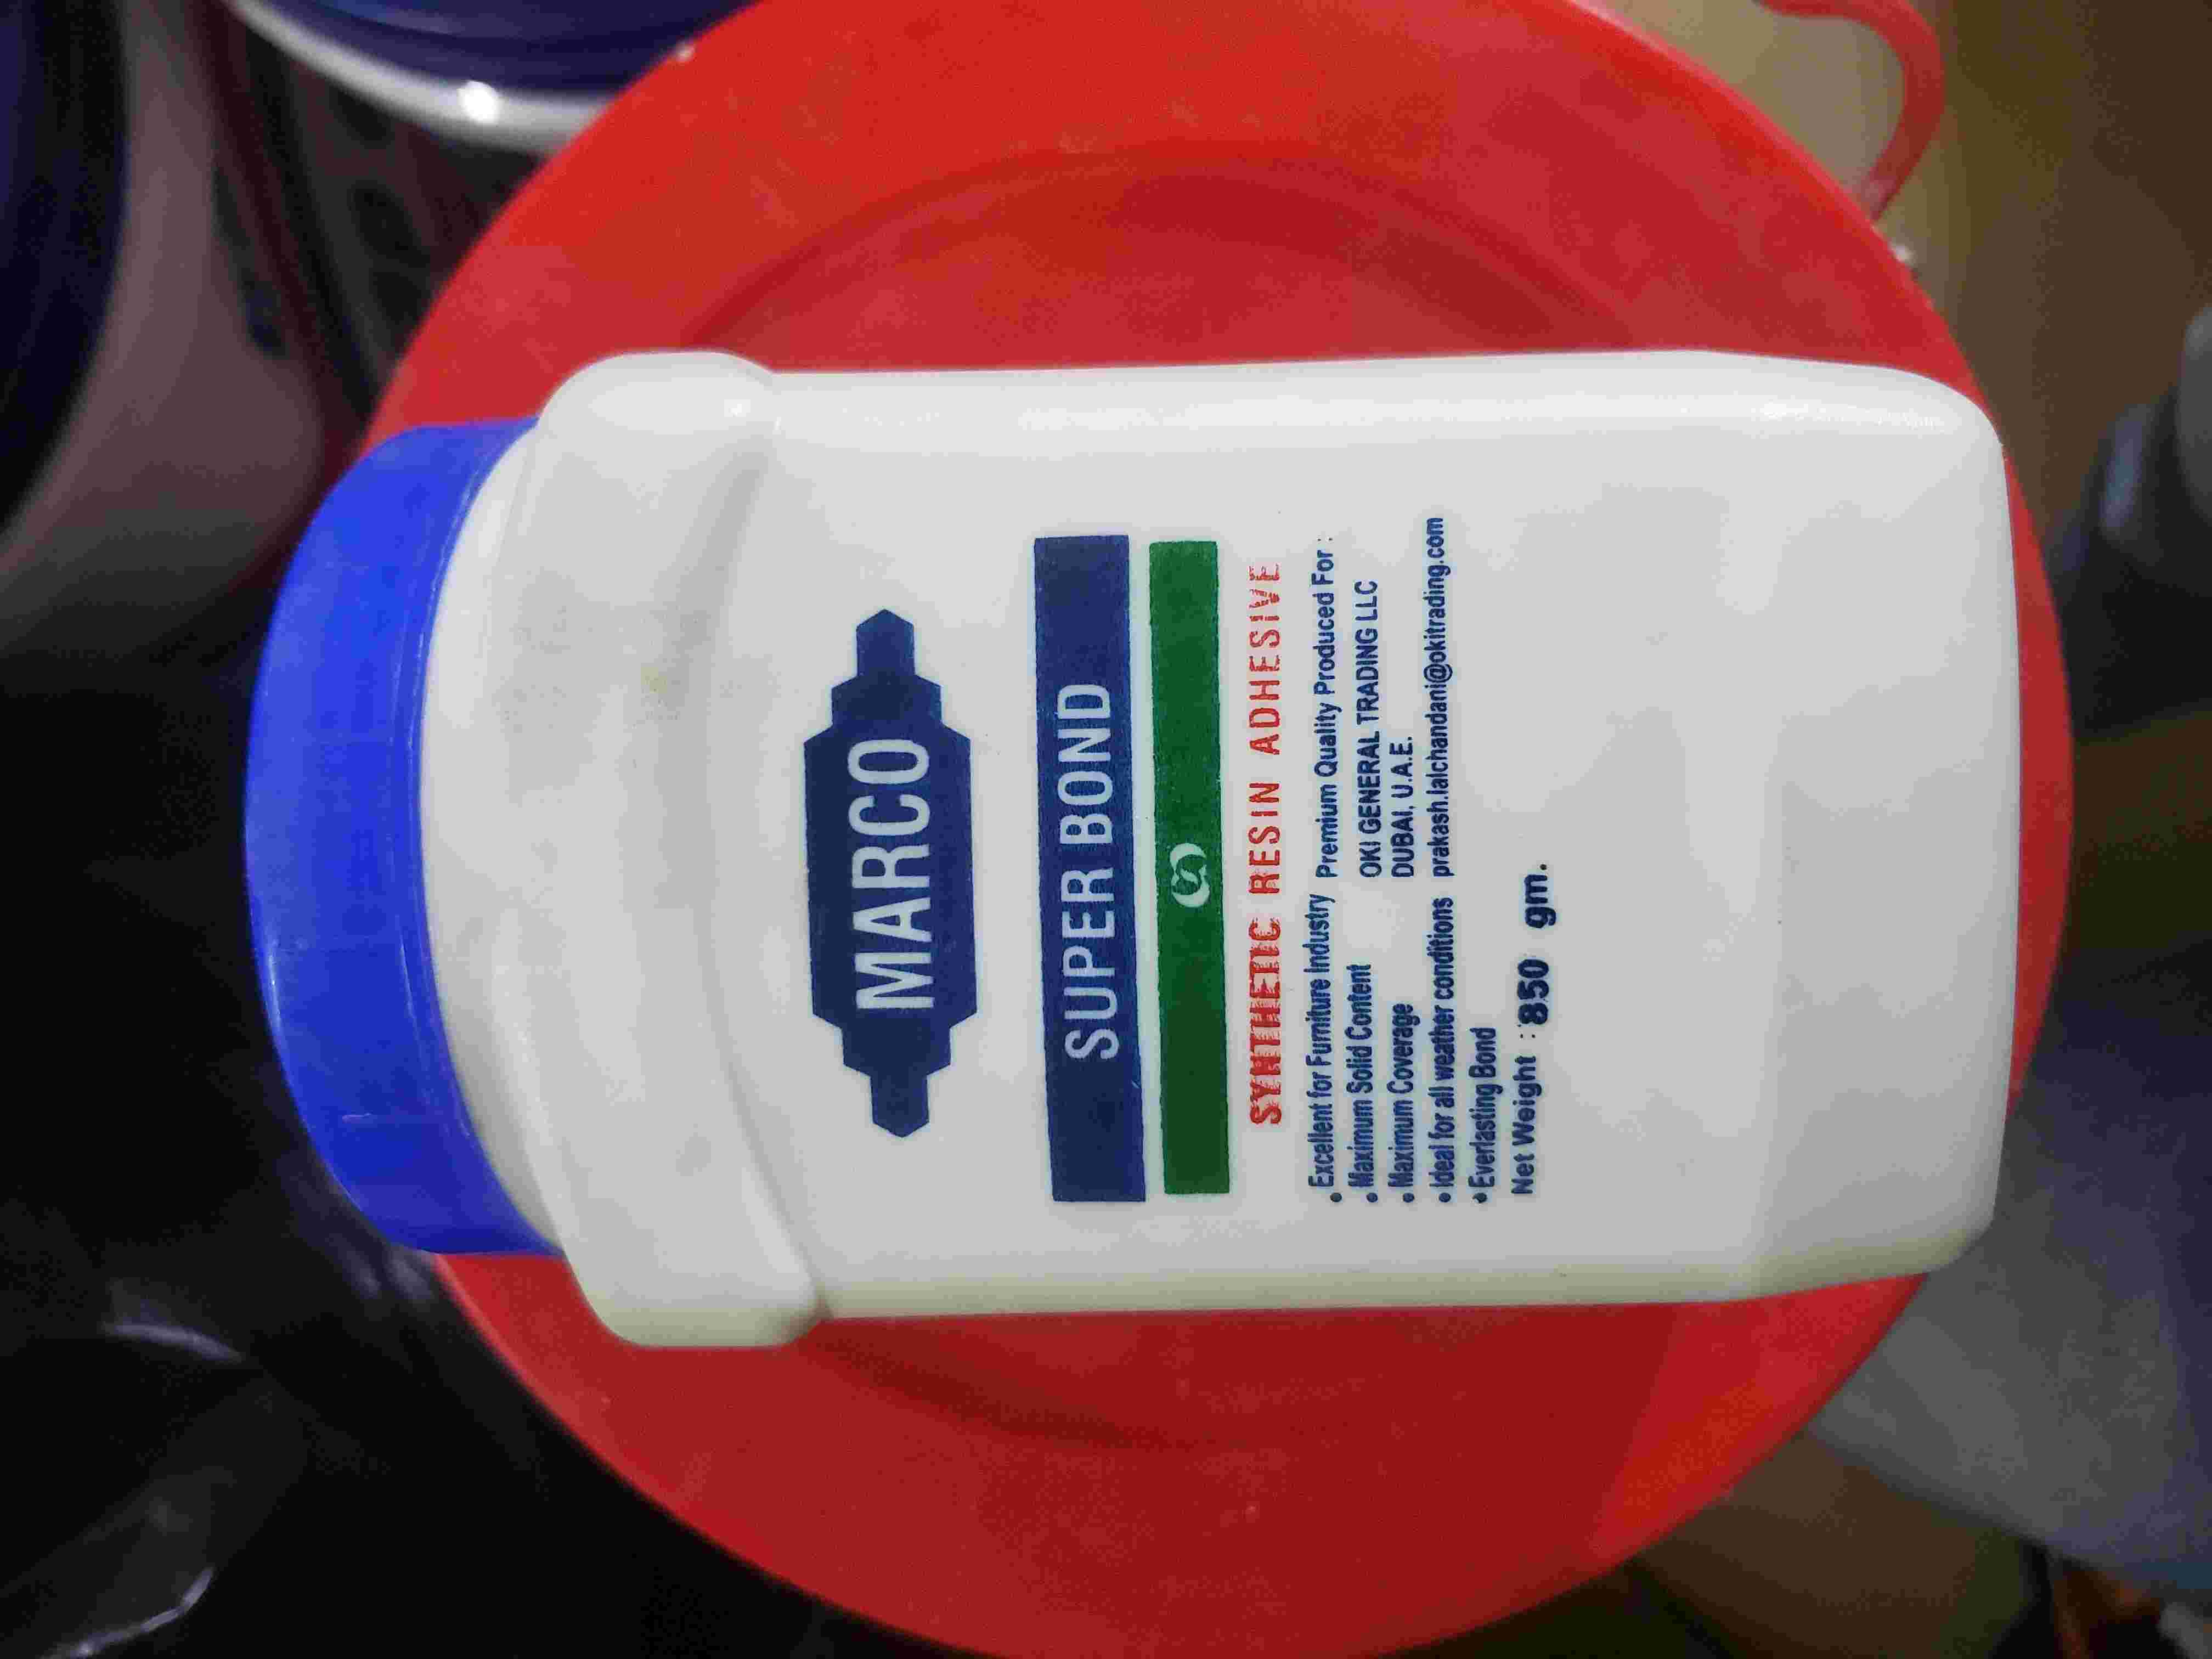 MARCO
SUPER BOND
SYNTHETIC RESIN ADHESIVE
• Excellent for Furniture Industry
• Maximum Solid Content
• Maximum Coverage
• Ideal for all weather conditions
• Everlasting Bond
Net Weight : 850 gm.
Premium Quality Produced For :
OKI GENERAL TRADING LLC
DUBAI, U.A.E.
prakash.lalchandani@okitrading.com